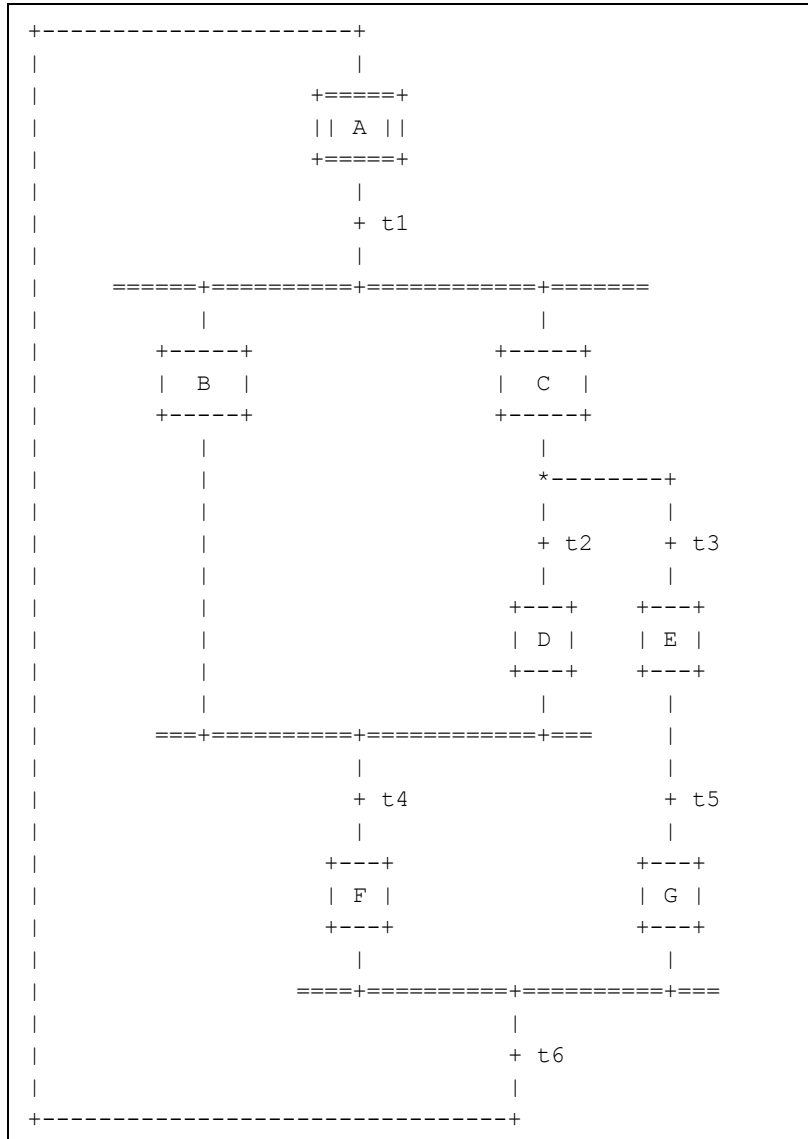 +----------------------+
|                      |
|                   +=====+
|                   || A ||
|                   +=====+
|                      |
|                      + t1
|                      |
|     ======+==========+============+=======
|           |                       |
|        +-----+                 +-----+
|        |  B  |                 |  C  |
|        +-----+                 +-----+
|           |                       |
|           |                       *--------+
|           |                       |        |
|           |                       + t2     + t3
|           |                       |        |
|           |                     +---+    +---+
|           |                     | D |    | E |
|           |                     +---+    +---+
|           |                       |        |
|        ===+==========+============+===     |
|                      |                     |
|                      + t4                  + t5
|                      |                     |
|                    +---+                 +---+
|                    | F |                 | G |
|                    +---+                 +---+
|                      |                     |
|                  ====+==========+==========+===
|                                 |
|                                 + t6
|                                 |
+---------------------------------+